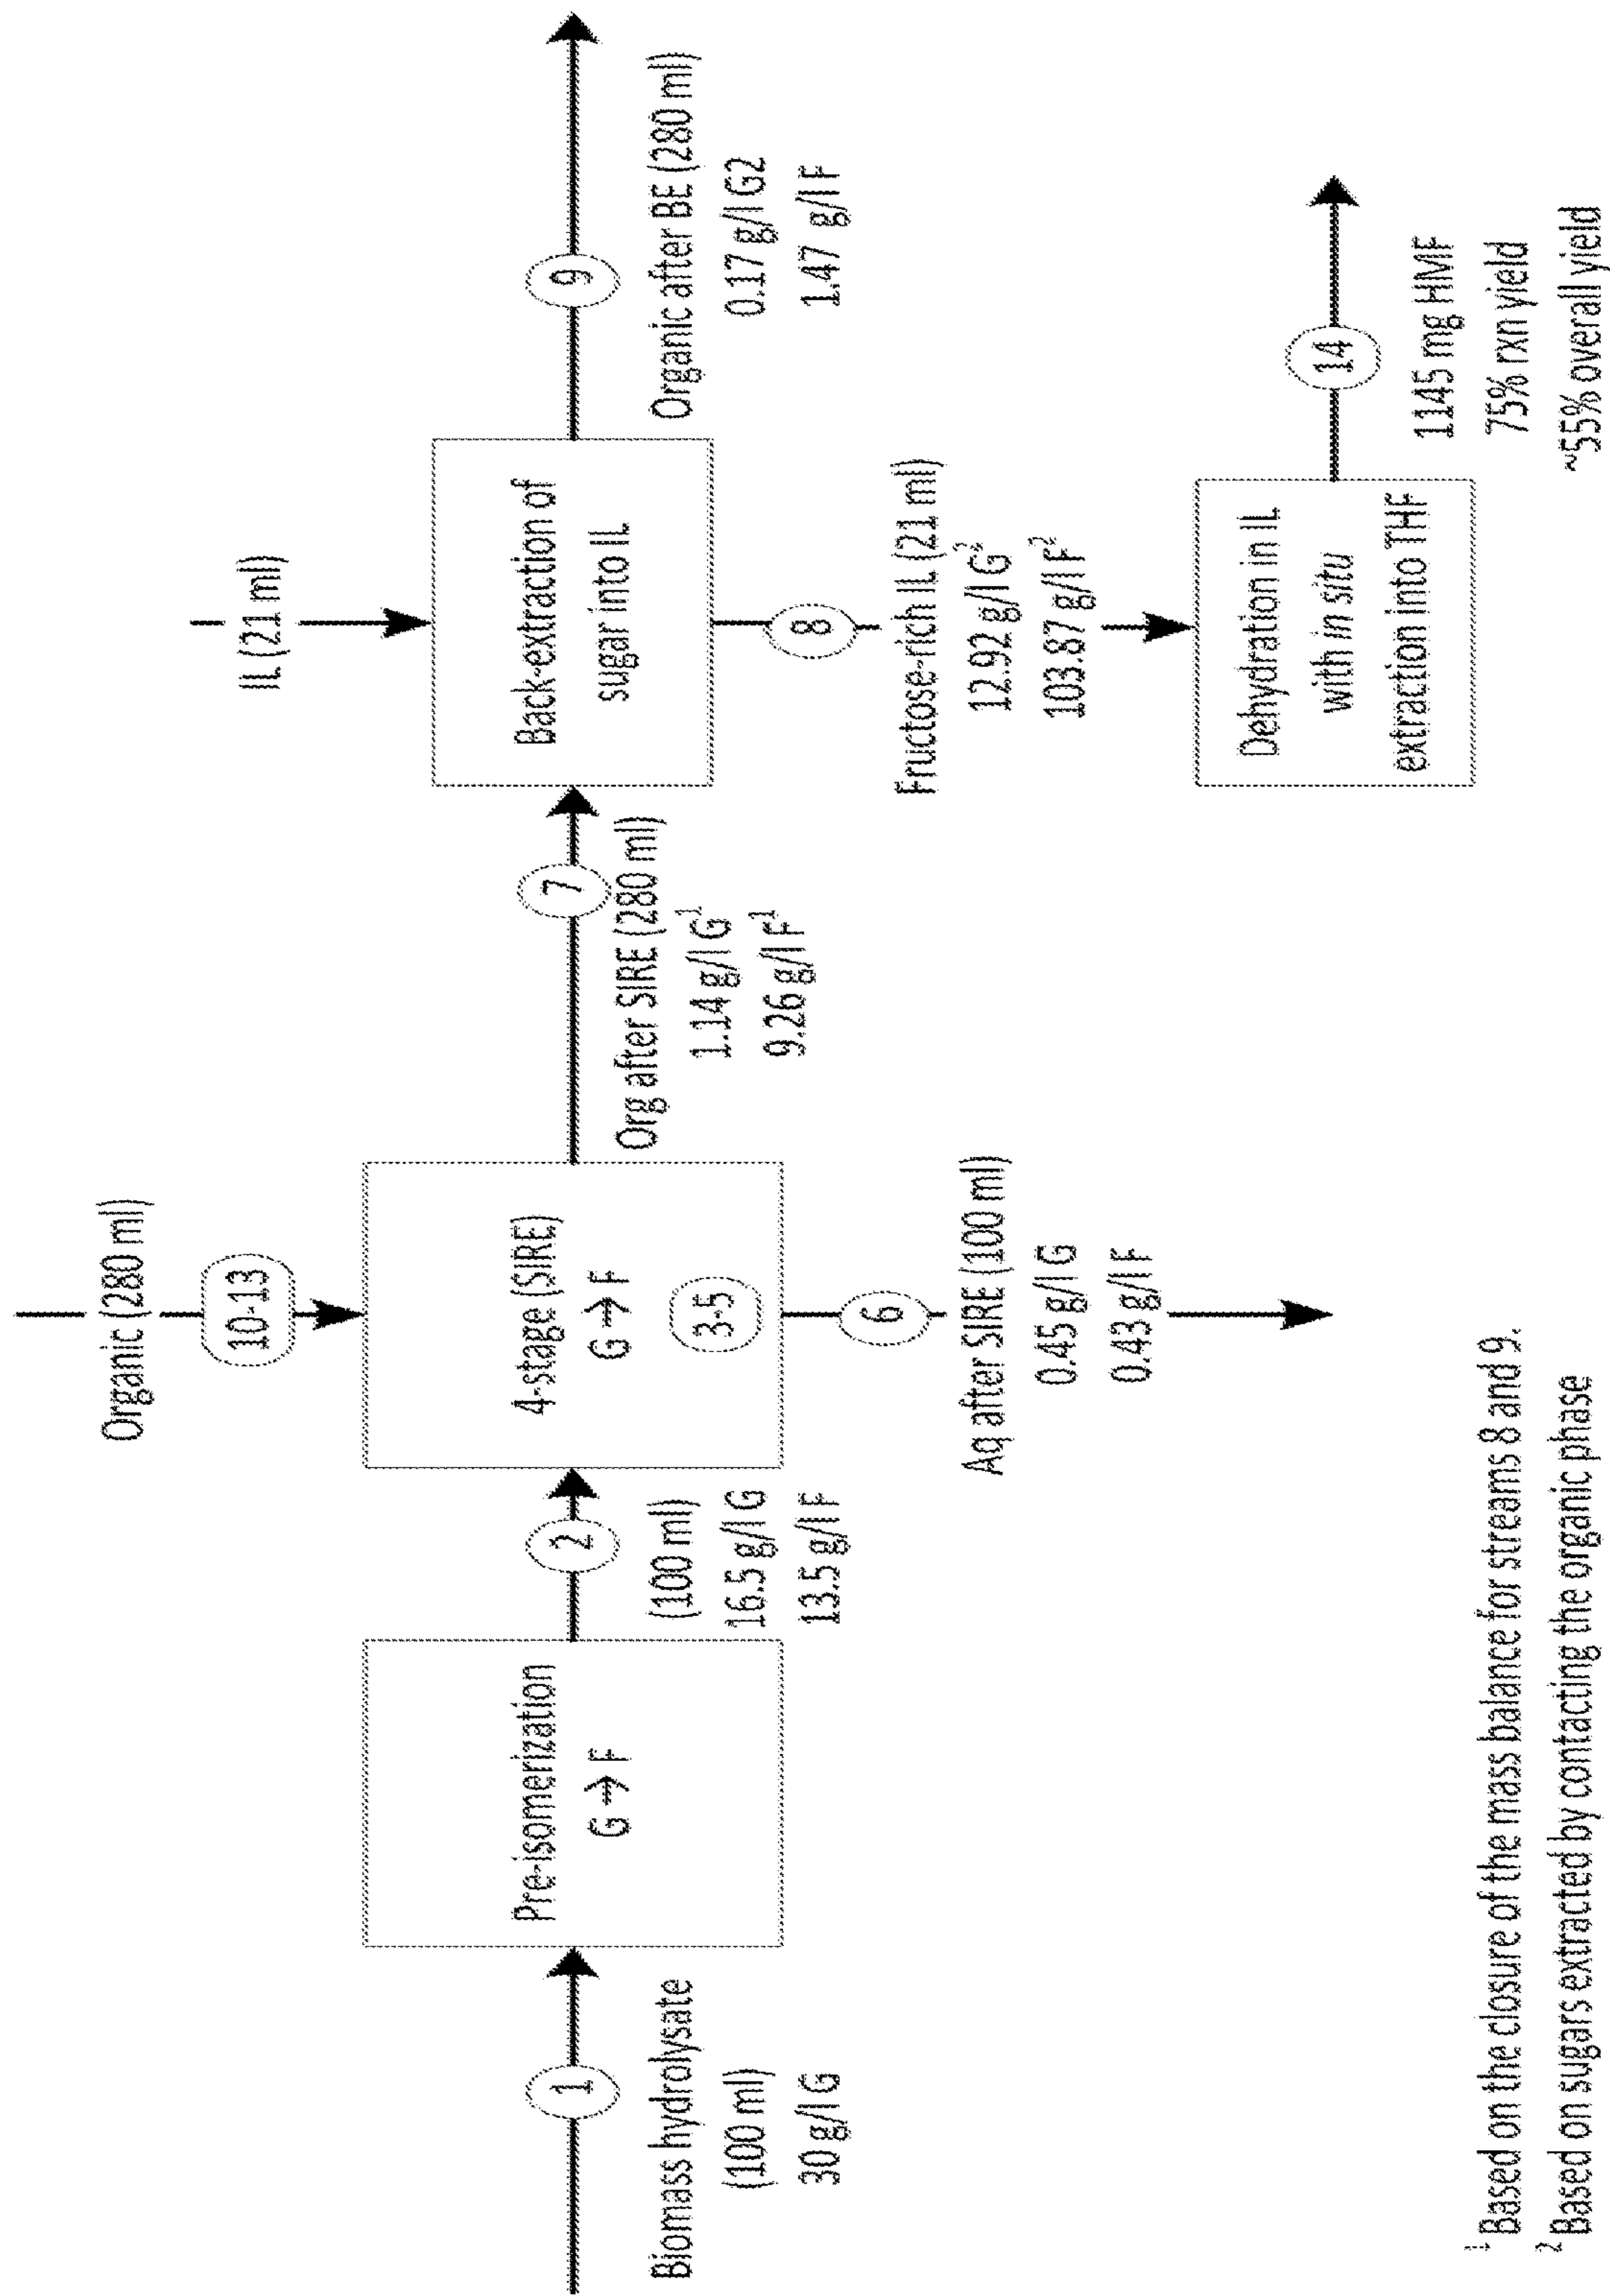 1
Biomass hydrolysate
(100 ml)
30 g/l G
Pre-isomerization
G → F
2
(100 ml)
16.5 g/l G
13.5 g/l F
Organic (280 ml)
10-13
4-stage (SIRE)
G → F
3-5
6
Aq after SIRE (100 ml)
0.45 g/l G
0.43 g/l F
7
Org after SIRE (280 ml)
1.14 g/l G¹
9.26 g/l F¹
IL (21 ml)
Back-extraction of
sugar into IL
8
Fructose-rich IL (21 ml)
12.92 g/l G²
103.87 g/l F²
9
Organic after BE (280 ml)
0.17 g/l G2
1.47 g/l F
Dehydration in IL
with in situ
extraction into THF
14
1145 mg HMF
75% rxn yield
~55% overall yield
¹ Based on the closure of the mass balance for streams 8 and 9.
² Based on sugars extracted by contacting the organic phase